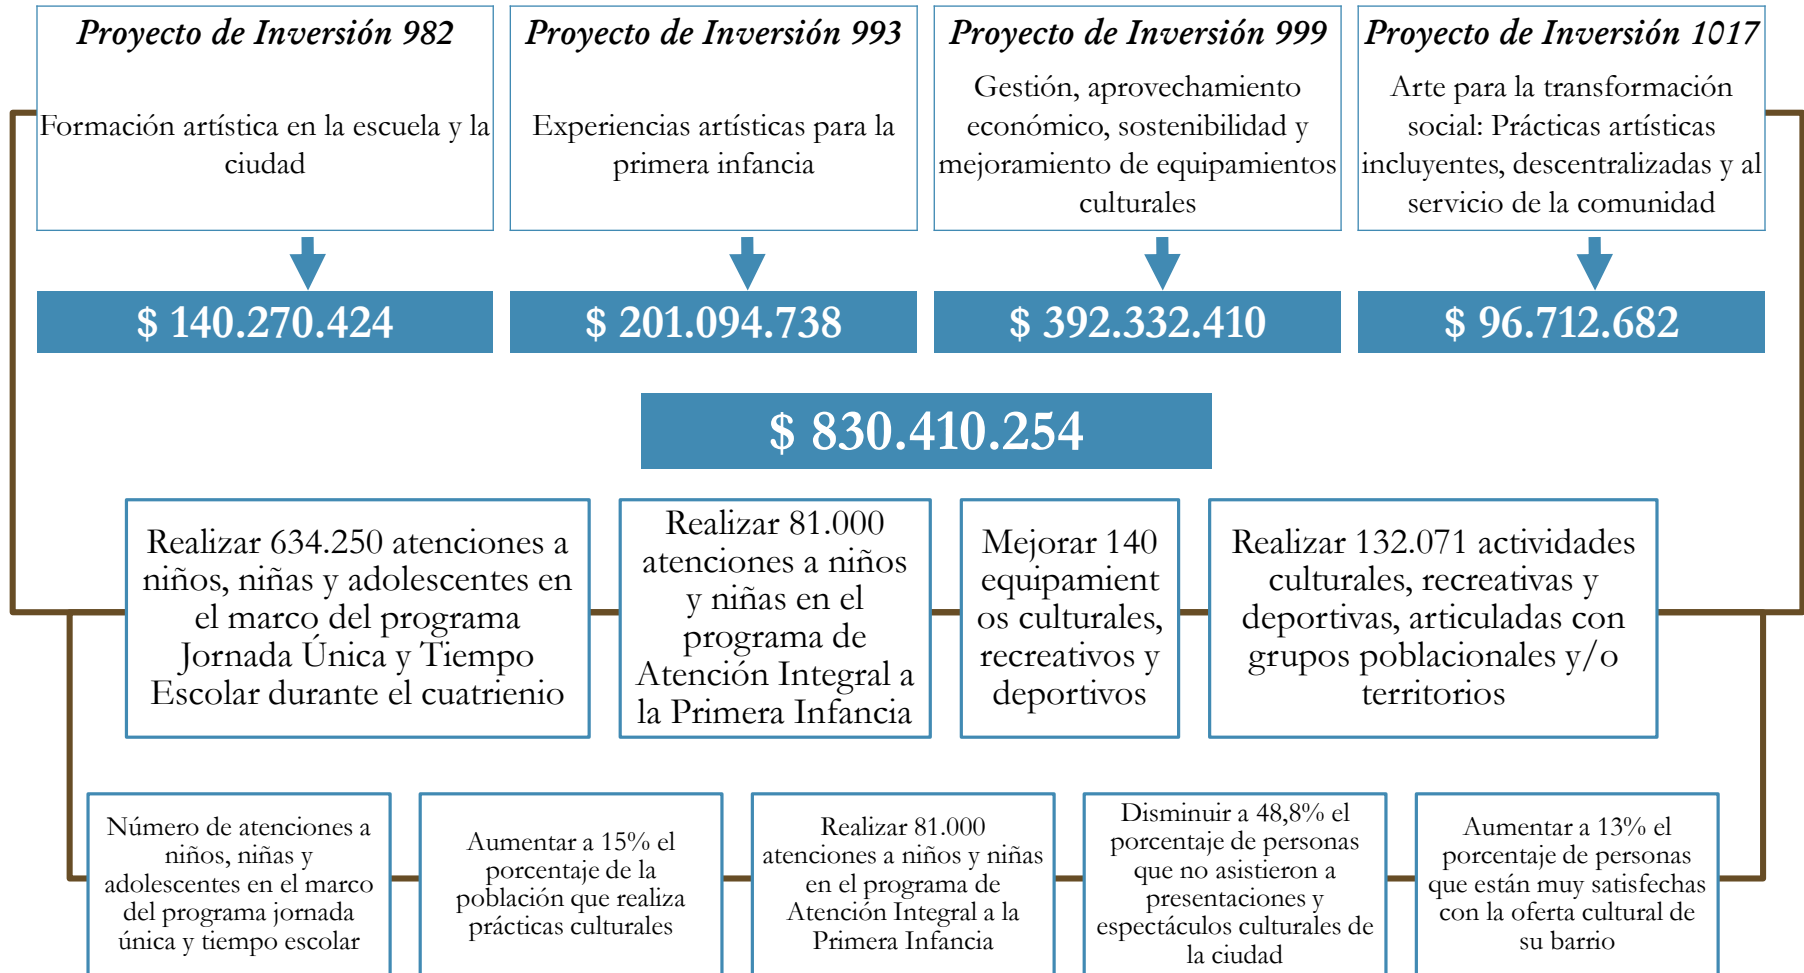 Proyecto de Inversión 982
Formación artística en la escuela y la
ciudad
Proyecto de Inversión 993
Experiencias artísticas para la
primera infancia
Proyecto de Inversión 999
Gestión, aprovechamiento
económico, sostenibilidad y
mejoramiento de equipamientos
culturales
Proyecto de Inversión 1017
Arte para la transformación
social: Prácticas artísticas
incluyentes, descentralizadas y al
servicio de la comunidad
$ 140.270.424
$ 201.094.738
$ 392.332.410
$ 96.712.682
$ 830.410.254
Realizar 634.250 atenciones a
niños, niñas y adolescentes en
el marco del programa
Jornada Única y Tiempo
Escolar durante el cuatrienio
Realizar 81.000
atenciones a niños
y niñas en el
programa de
Atención Integral a
la Primera Infancia
Mejorar 140
equipamient
os culturales,
recreativos y
deportivos
Realizar 132.071 actividades
culturales, recreativas y
deportivas, articuladas con
grupos poblacionales y/o
territorios
Número de atenciones a
niños, niñas y
adolescentes en el marco
del programa jornada
única y tiempo escolar
Aumentar a 15% el
porcentaje de la
población que realiza
prácticas culturales
Realizar 81.000
atenciones a niños y niñas
en el programa de
Atención Integral a la
Primera Infancia
Disminuir a 48,8% el
porcentaje de personas
que no asistieron a
presentaciones y
espectáculos culturales de
la ciudad
Aumentar a 13% el
porcentaje de personas
que están muy satisfechas
con la oferta cultural de
su barrio